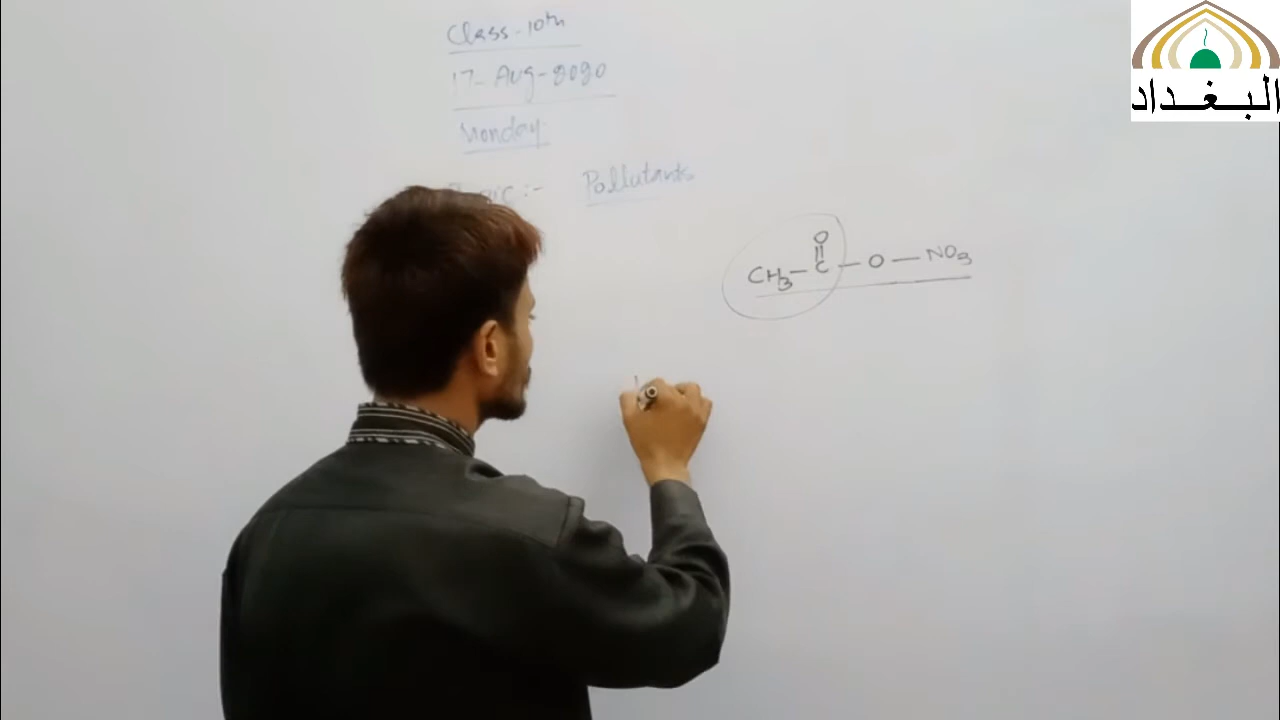 Class-10th
17-Aug-2020
Monday
:- Pollutants
O
||
CH3-C-O-NO3
البغداد